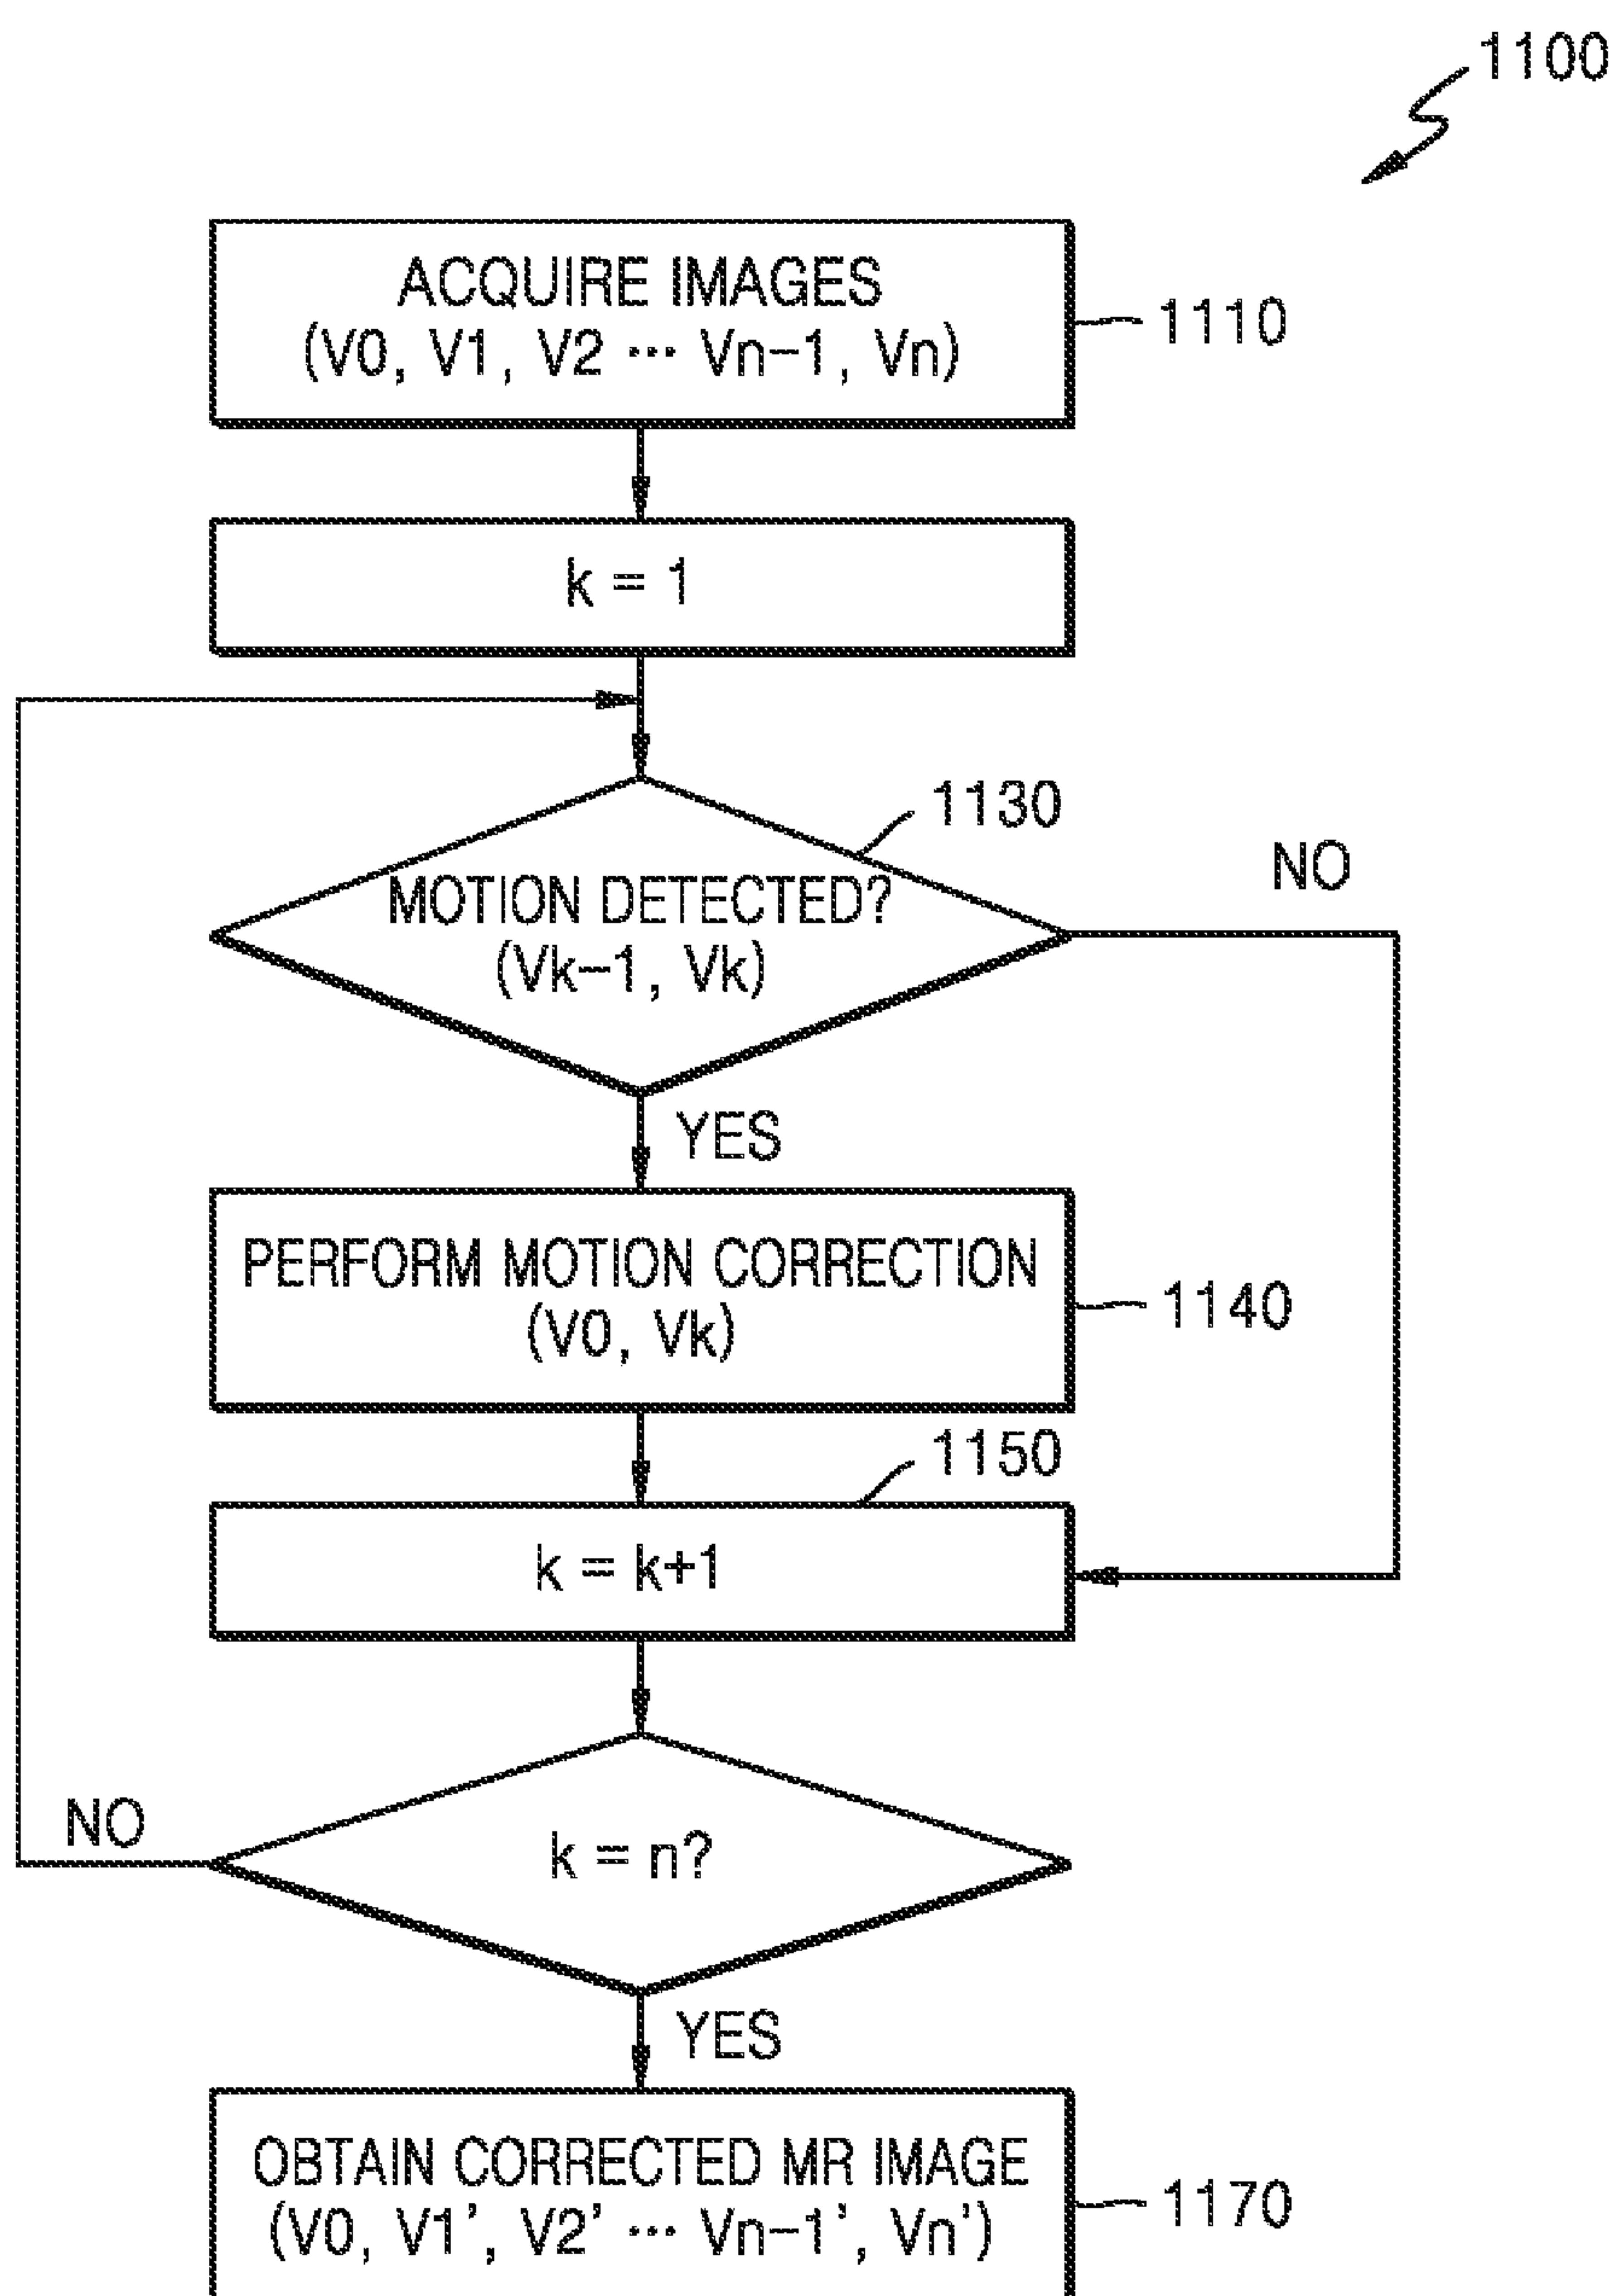 1100
ACQUIRE IMAGES
(V0, V1, V2 ··· Vn-1, Vn)
1110
k = 1
1130
MOTION DETECTED?
(Vk-1, Vk)
NO
YES
PERFORM MOTION CORRECTION
(V0, Vk)
1140
1150
k = k+1
NO
k = n?
YES
OBTAIN CORRECTED MR IMAGE
(V0, V1', V2' ··· Vn-1', Vn')
1170